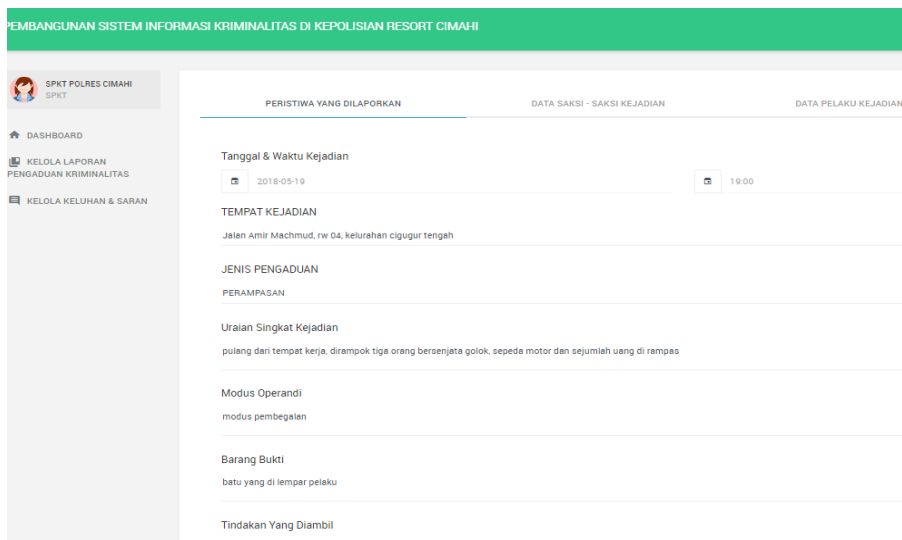 PEMBANGUNAN SISTEM INFORMASI KRIMINALITAS DI KEPOLISIAN RESORT CIMAHI
SPKT POLRES CIMAHI
SPKT
DASHBOARD
KELOLA LAPORAN
PENGADUAN KRIMINALITAS
KELOLA KELUHAN & SARAN
PERISTIWA YANG DILAPORKAN
DATA SAKSI - SAKSI KEJADIAN
DATA PELAKU KEJADIAN
Tanggal & Waktu Kejadian
2018-05-19
19:00
TEMPAT KEJADIAN
Jalan Amir Machmud, rw 04, kelurahan cigugur tengah
JENIS PENGADUAN
PERAMPASAN
Uraian Singkat Kejadian
pulang dari tempat kerja, dirampok tiga orang bersenjata golok, sepeda motor dan sejumlah uang di rampas
Modus Operandi
modus pembegalan
Barang Bukti
batu yang di lempar pelaku
Tindakan Yang Diambil